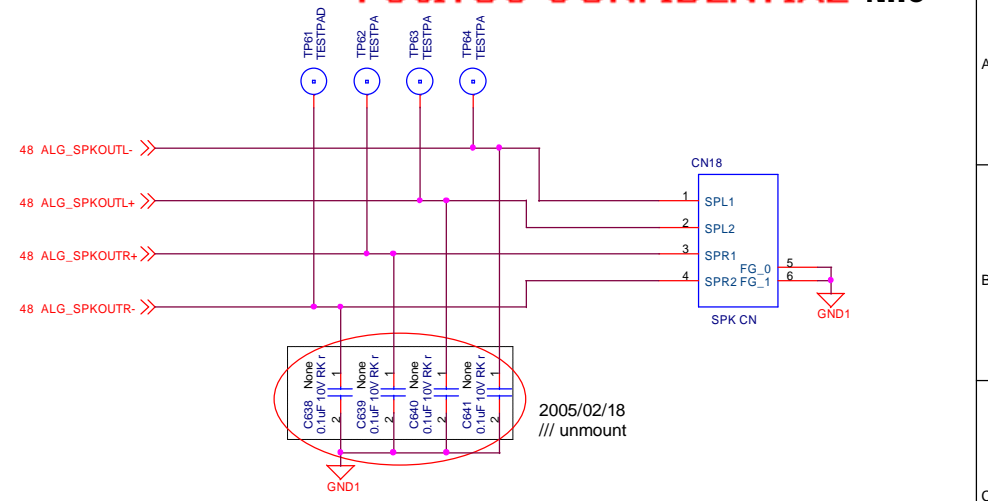 TP61
TESTPAD
TP62
TESTPA
TP63
TESTPA
TP64
TESTPA
A
48 ALG_SPKOUTL-
48 ALG_SPKOUTL+
48 ALG_SPKOUTR+
48 ALG_SPKOUTR-
CN18
1 SPL1
2 SPL2
3 SPR1
4 SPR2
FG_0 5
FG_1 6
SPK CN
GND1
B
C638 None
0.1uF 10V RK r
1
2
C639 None
0.1uF 10V RK r
1
2
C640 None
0.1uF 10V RK r
1
2
C641 None
0.1uF 10V RK r
1
2
2005/02/18
/// unmount
GND1
C